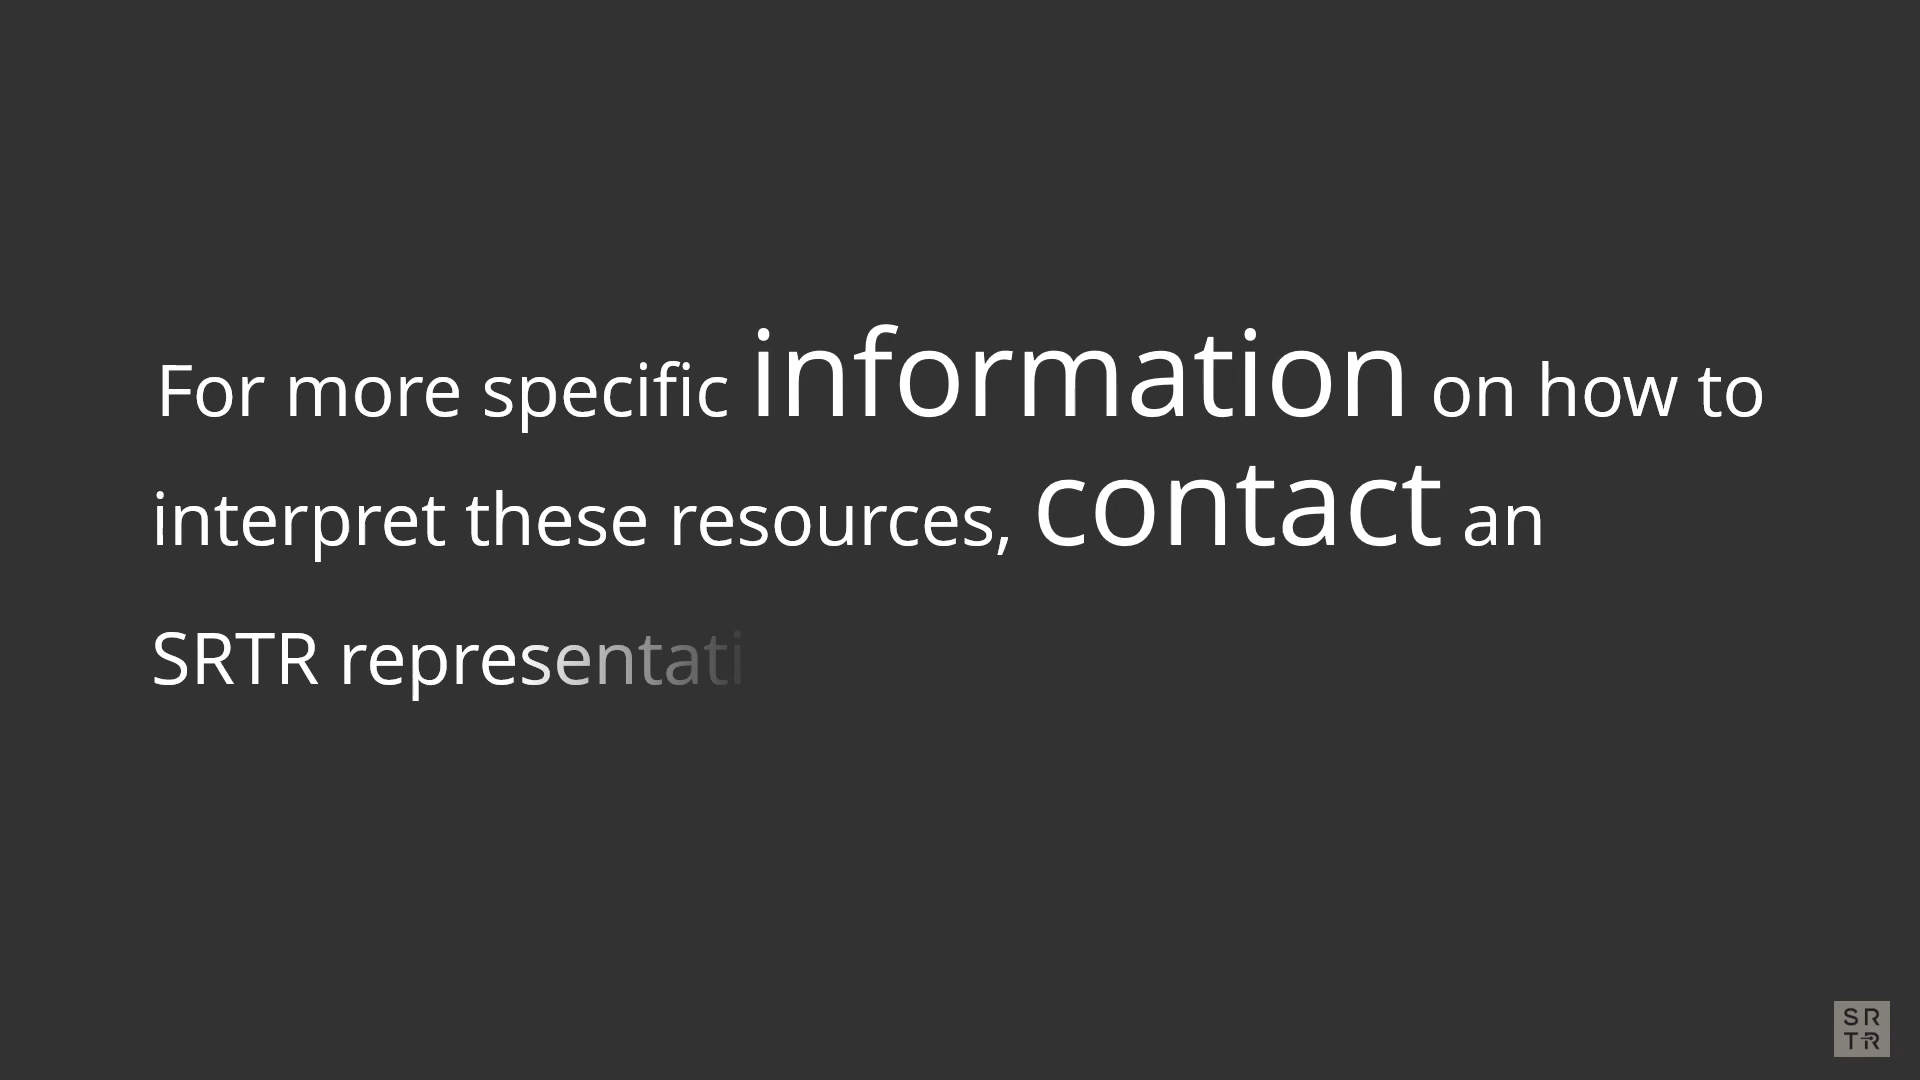 For more specific information on how to
interpret these resources, contact an
SRTR representati
SR
TR